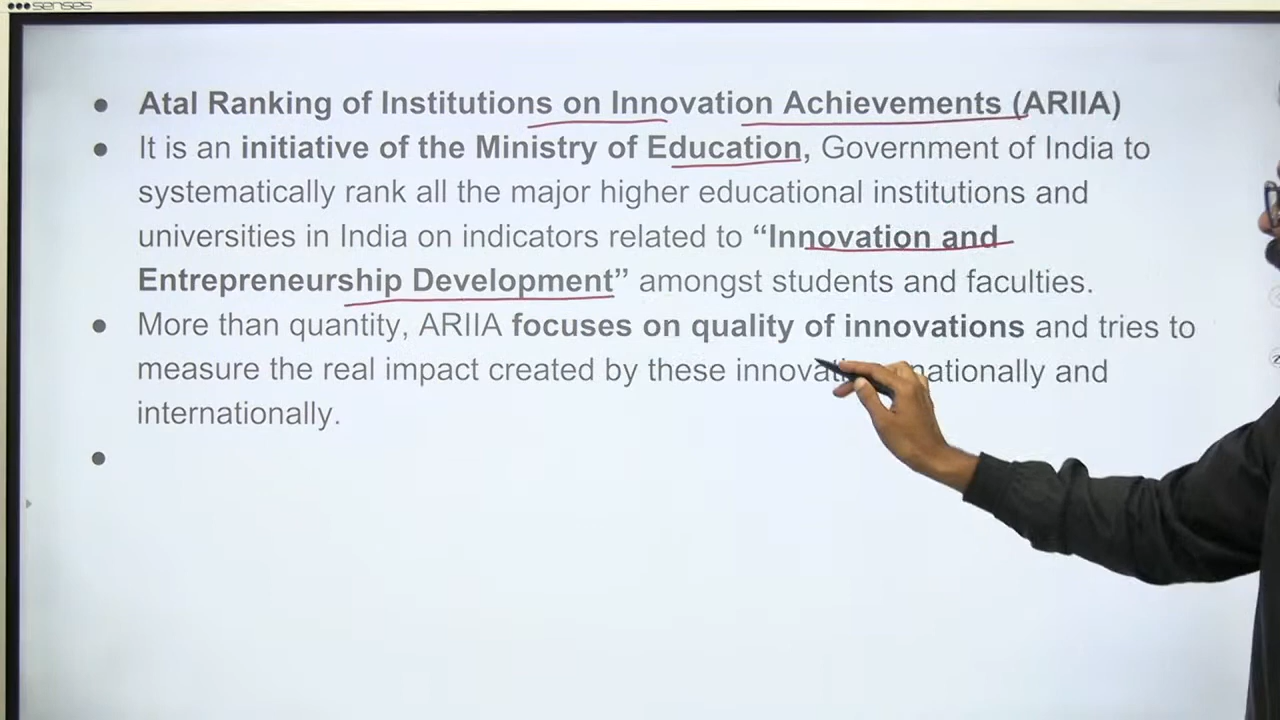 senses
● Atal Ranking of Institutions on Innovation Achievements (ARIIA)
● It is an initiative of the Ministry of Education, Government of India to
systematically rank all the major higher educational institutions and
universities in India on indicators related to “Innovation and
Entrepreneurship Development” amongst students and faculties.
● More than quantity, ARIIA focuses on quality of innovations and tries to
measure the real impact created by these nationally and
internationally.
●